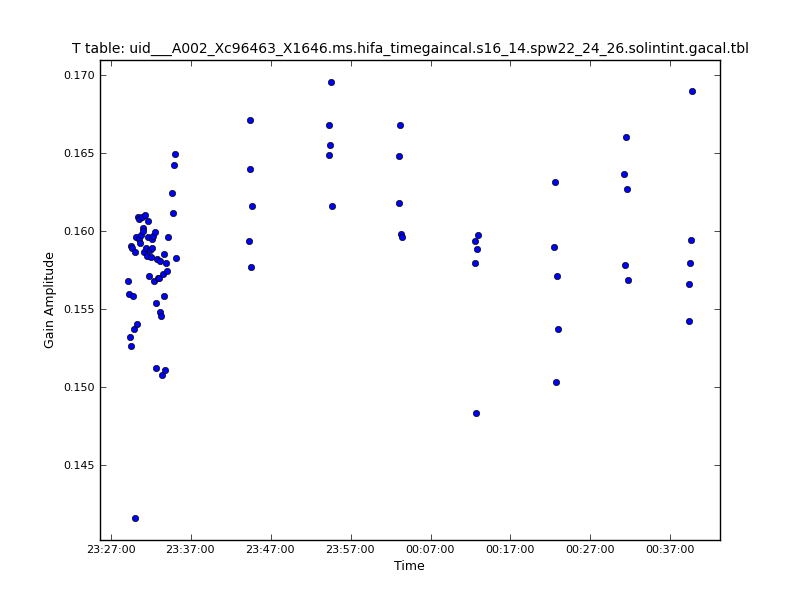 T table: uid___A002_Xc96463_X1646.ms.hifa_timegaincal.s16_14.spw22_24_26.solintint.gacal.tbl
0.170
0.165
0.160
0.155
0.150
0.145
Gain Amplitude
23:27:00 23:37:00 23:47:00 23:57:00 00:07:00 00:17:00 00:27:00 00:37:00
Time